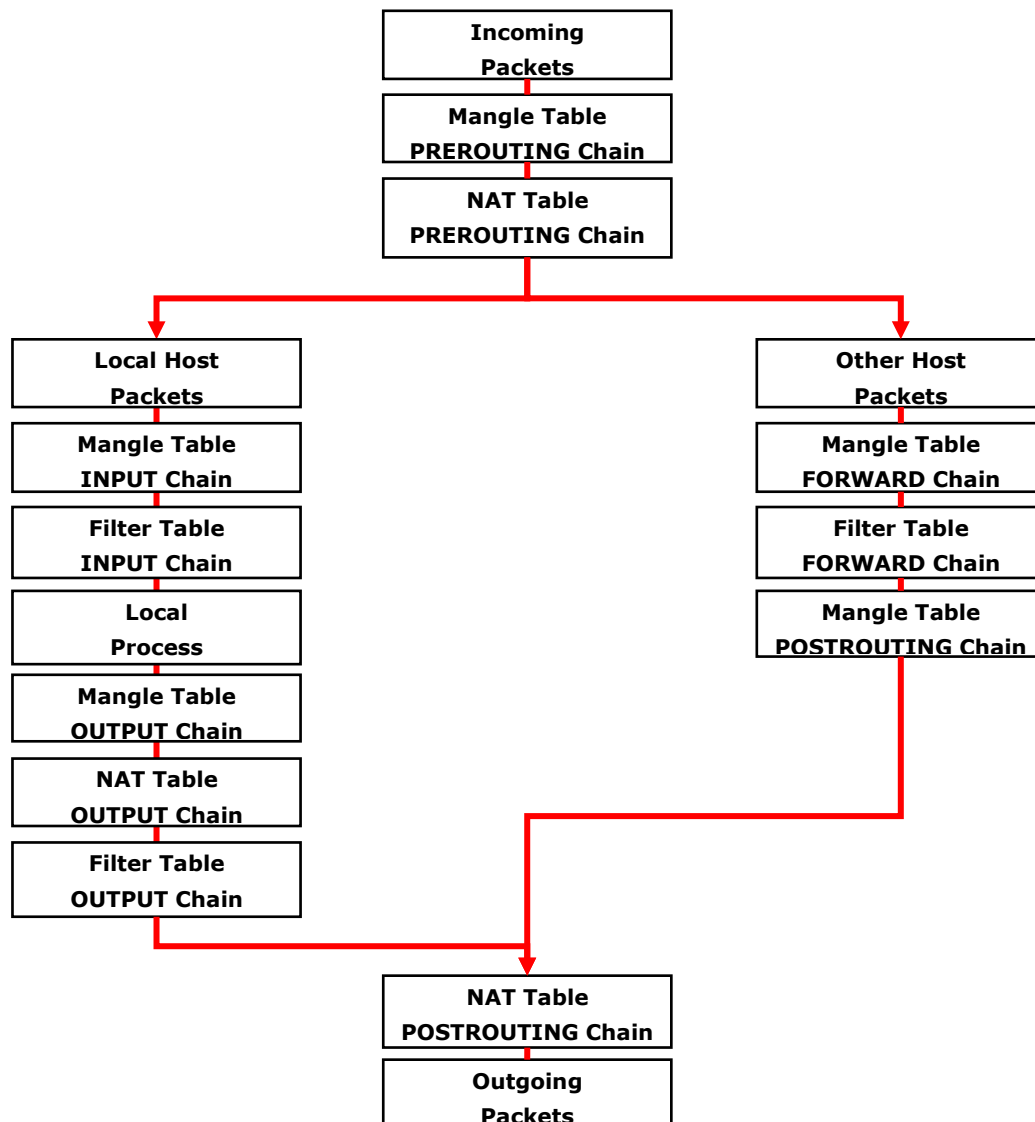 Incoming
Packets
Mangle Table
PREROUTING Chain
NAT Table
PREROUTING Chain
Local Host
Packets
Mangle Table
INPUT Chain
Filter Table
INPUT Chain
Local
Process
Mangle Table
OUTPUT Chain
NAT Table
OUTPUT Chain
Filter Table
OUTPUT Chain
Other Host
Packets
Mangle Table
FORWARD Chain
Filter Table
FORWARD Chain
Mangle Table
POSTROUTING Chain
NAT Table
POSTROUTING Chain
Outgoing
Packets